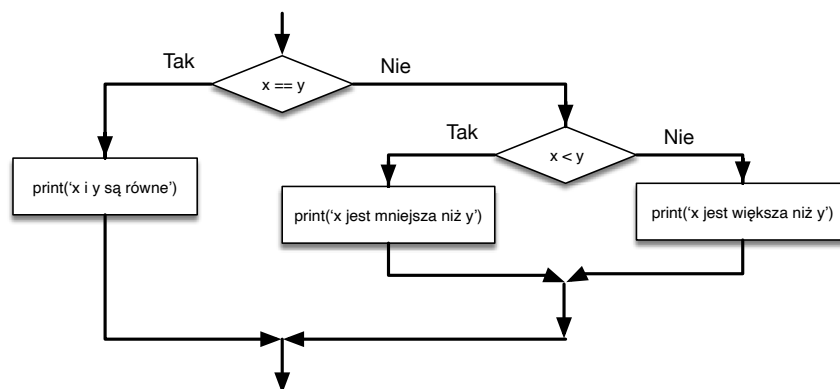 Tak
Nie
x == y
Tak
Nie
x < y
print(‘x i y są równe’)
print(‘x jest mniejsza niż y’)
print(‘x jest większa niż y’)